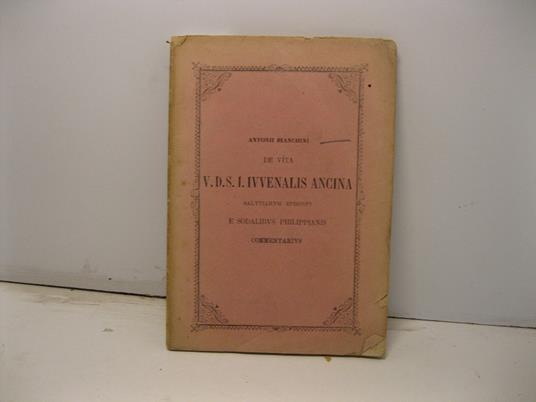 ANTONII BIANCHINI
DE VITA
V. D. S. I. IVVENALIS ANCINA
SALVTIARVM EPISCOPI
E SODALIBVS PHILIPPIANIS
COMMENTARIVS